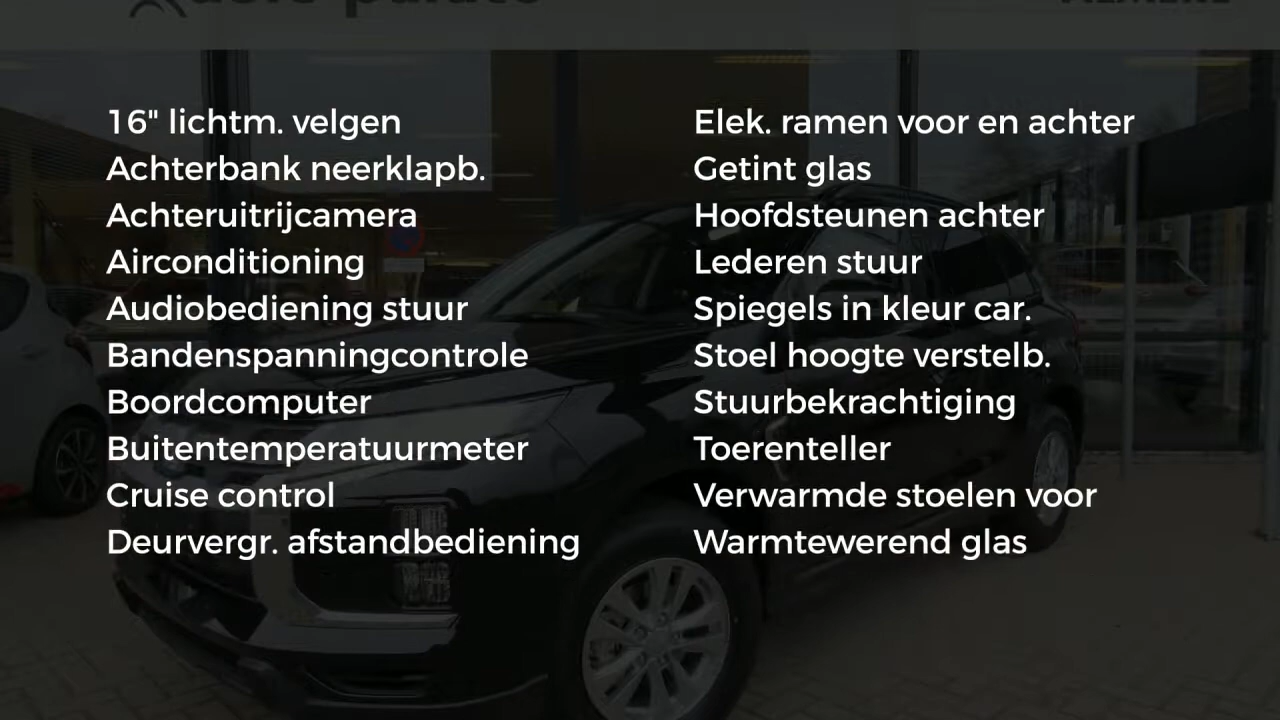 16" lichtm. velgen
Achterbank neerklapb.
Achteruitrijcamera
Airconditioning
Audiobediening stuur
Bandenspanningcontrole
Boordcomputer
Buitentemperatuurmeter
Cruise control
Deurvergr. afstandbediening
Elek. ramen voor en achter
Getint glas
Hoofdsteunen achter
Lederen stuur
Spiegels in kleur car.
Stoel hoogte verstelb.
Stuurbekrachtiging
Toerenteller
Verwarmde stoelen voor
Warmtewerend glas